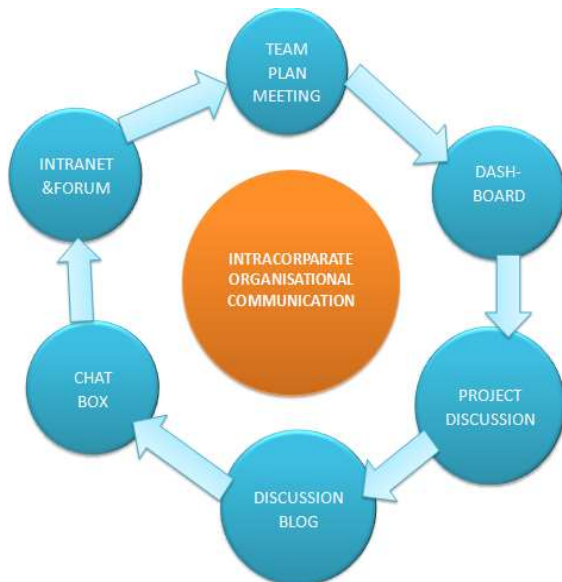 TEAM
PLAN
MEETING
DASH-
BOARD
PROJECT
DISCUSSION
DISCUSSION
BLOG
CHAT
BOX
INTRANET
&FORUM
INTRACORPARATE
ORGANISATIONAL
COMMUNICATION